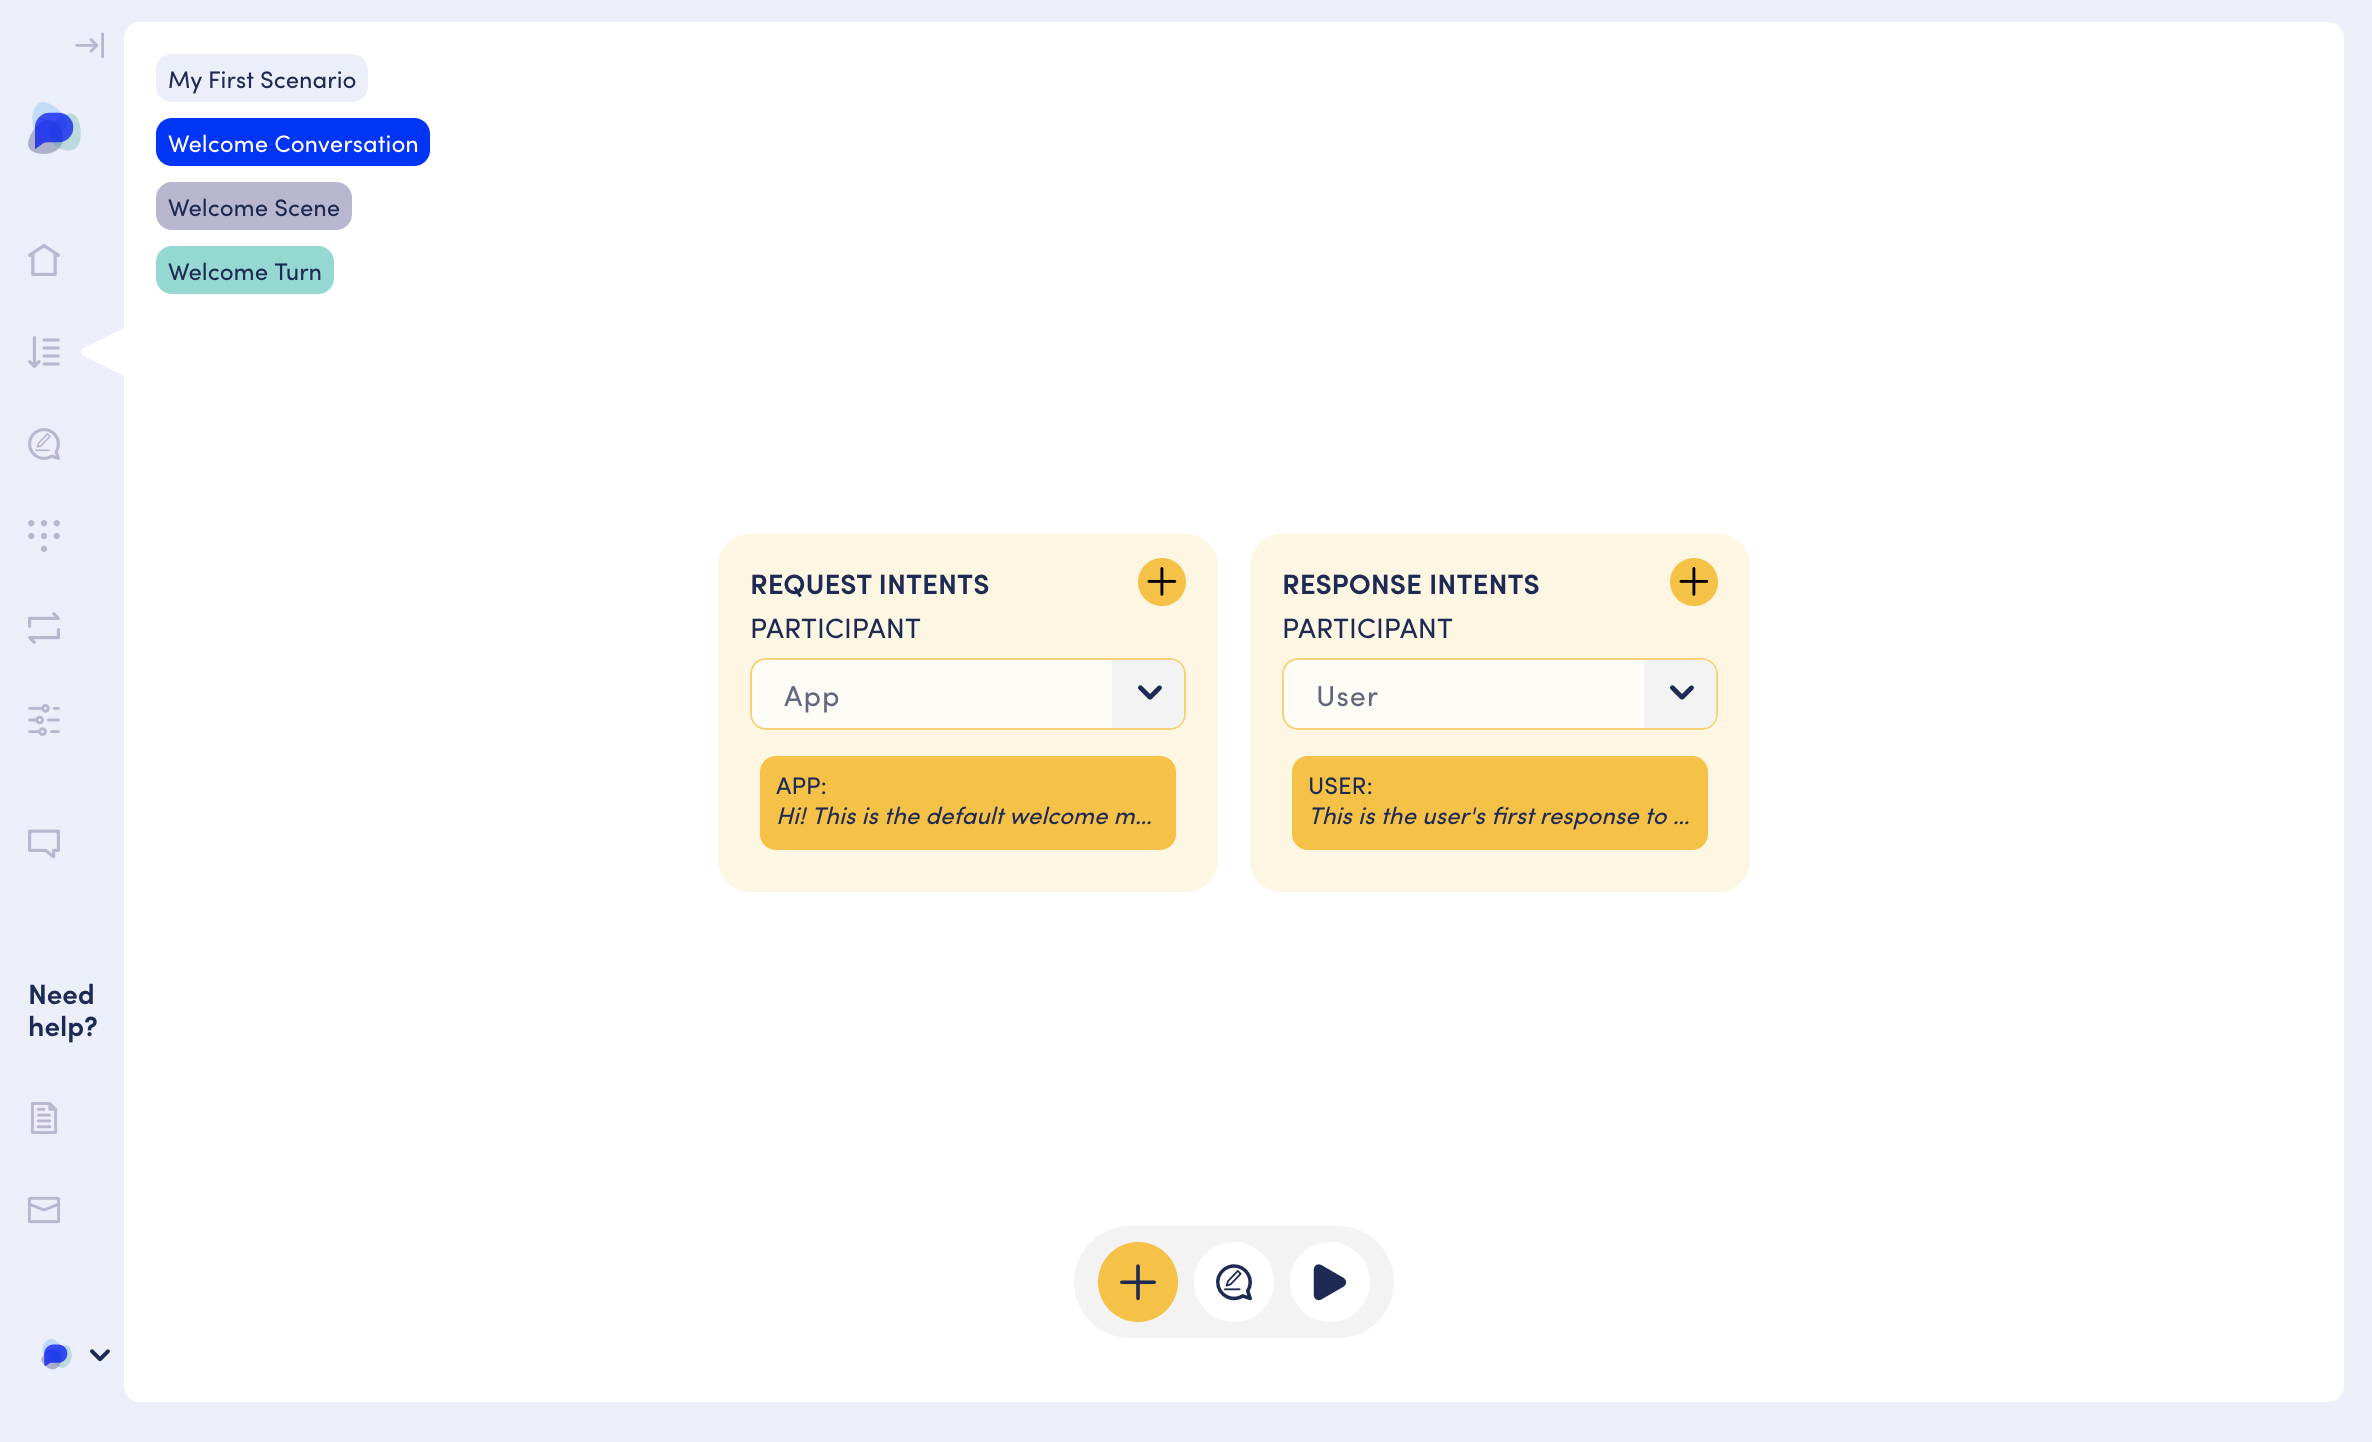 My First Scenario
Welcome Conversation
Welcome Scene
Welcome Turn
REQUEST INTENTS
PARTICIPANT
App
APP:
Hi! This is the default welcome m...
RESPONSE INTENTS
PARTICIPANT
User
USER:
This is the user's first response to ...
Need
help?